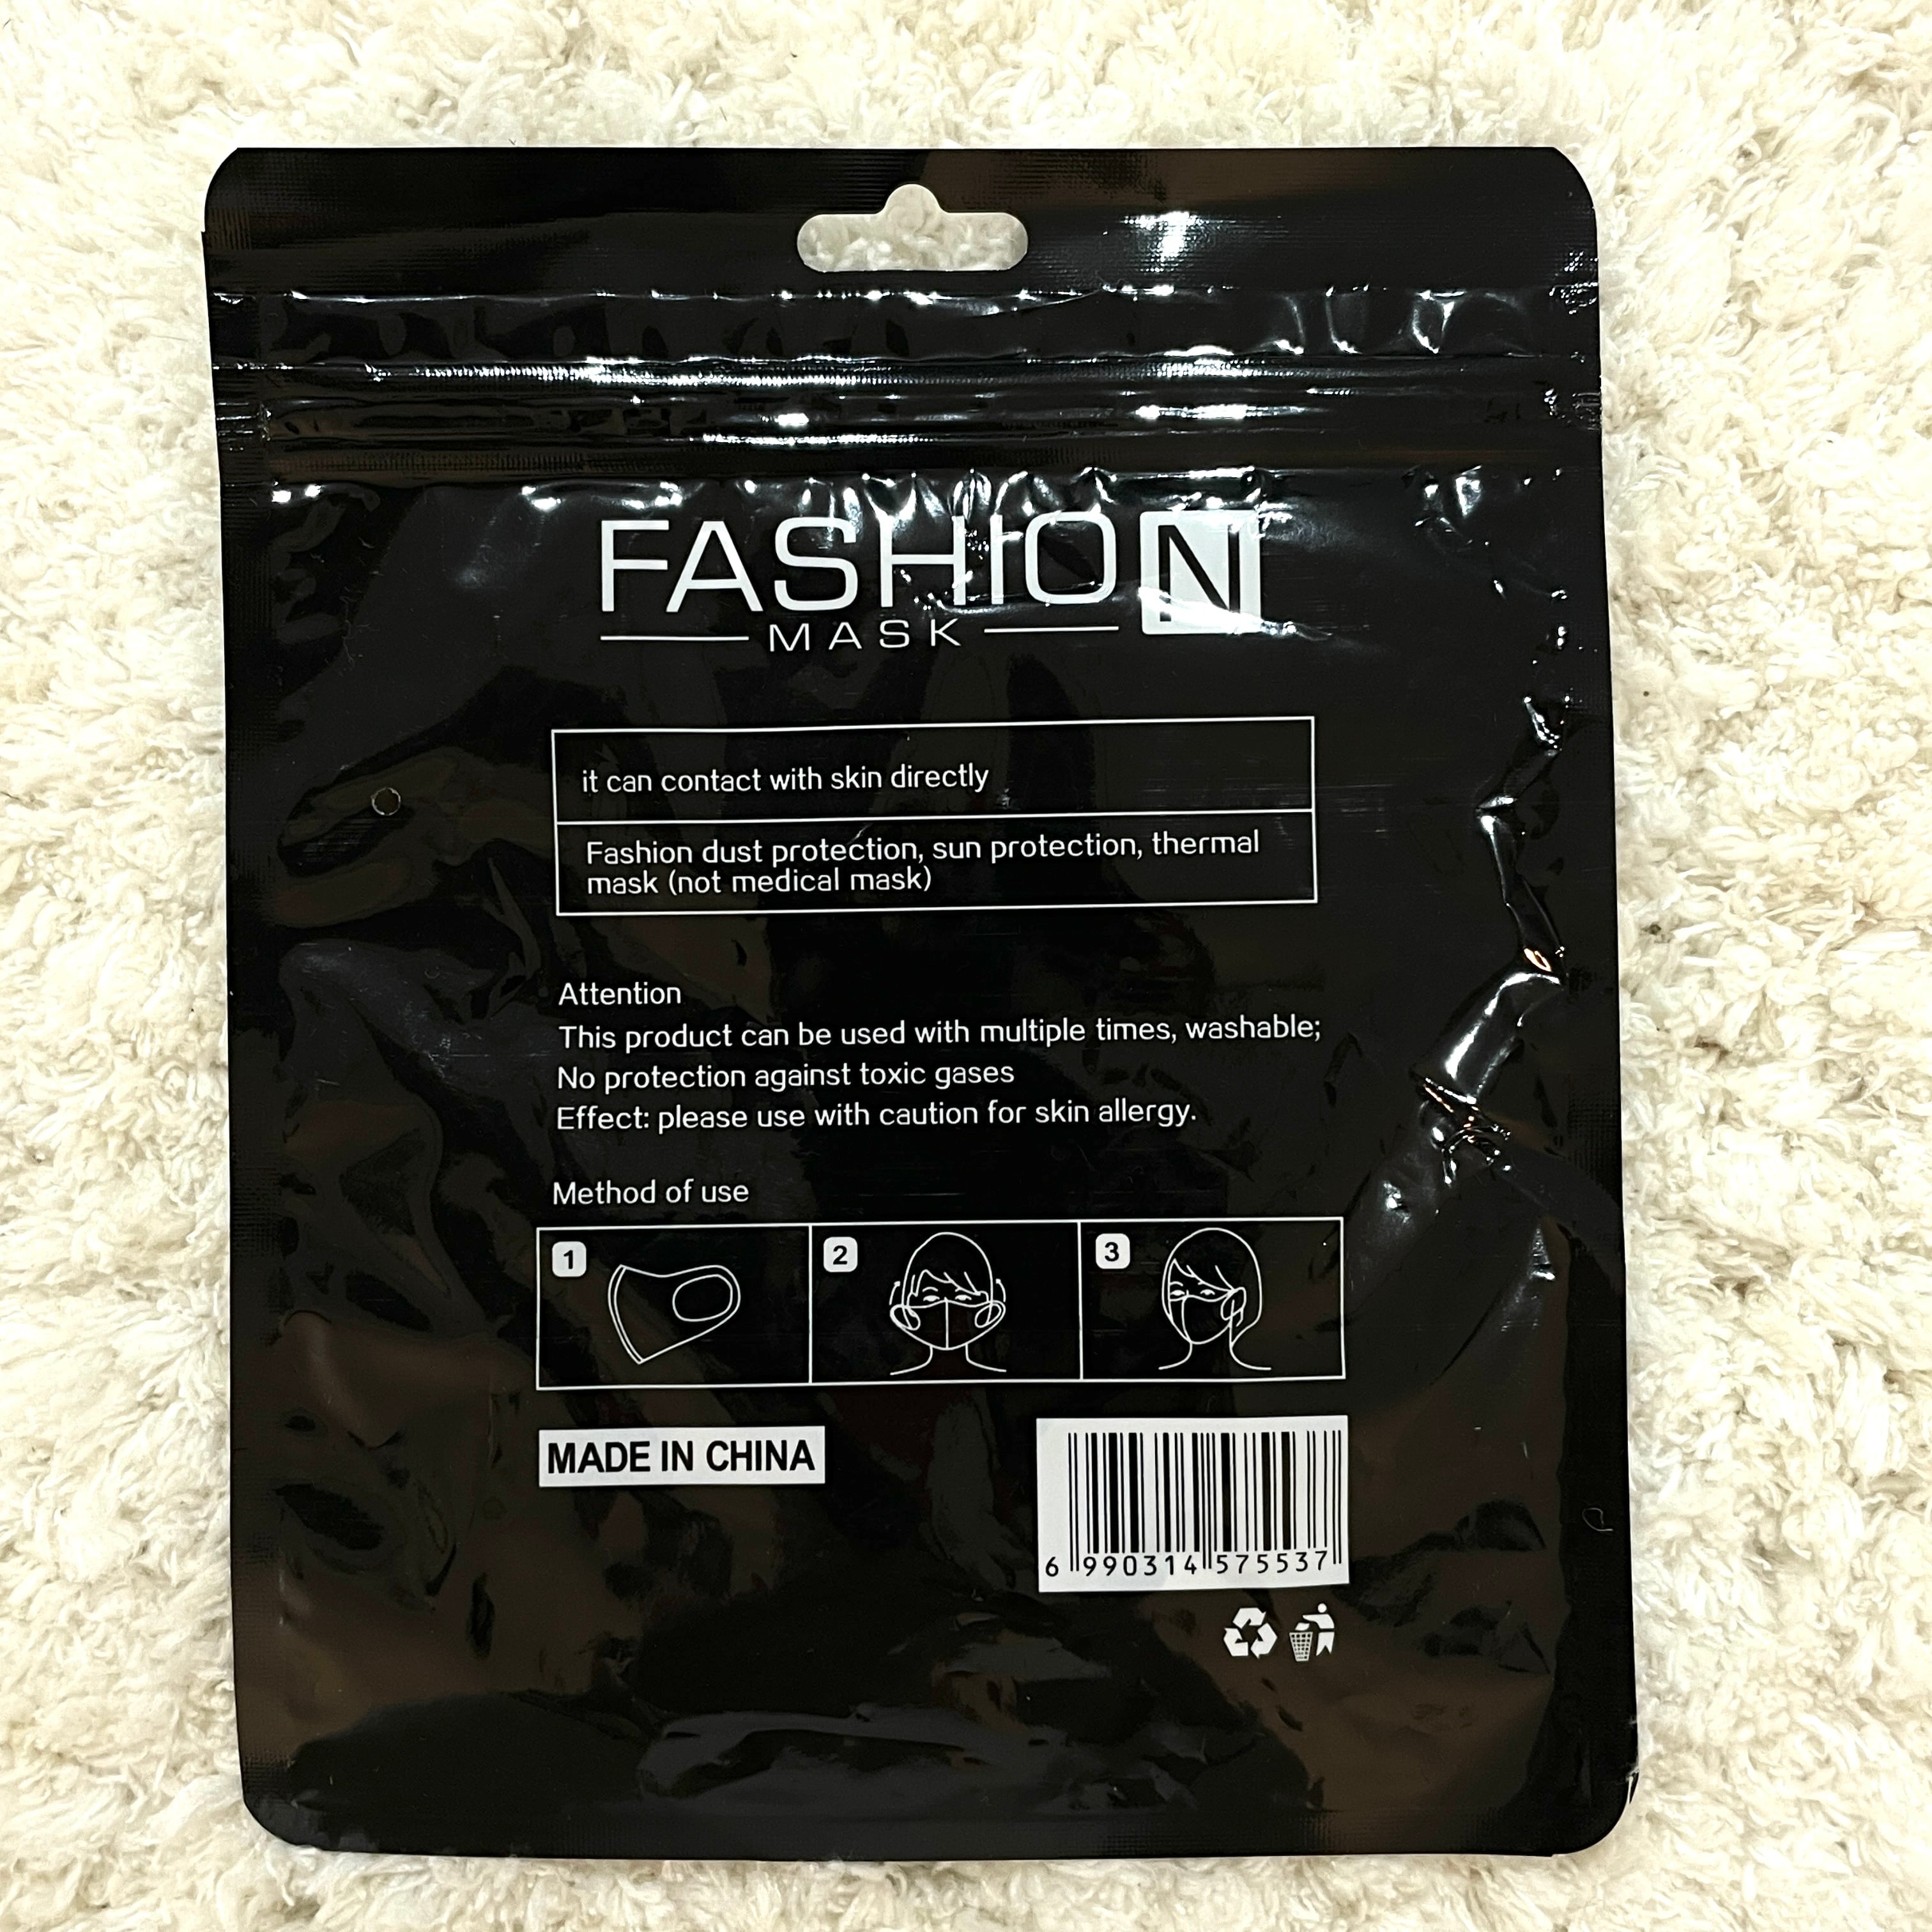 FASHION
MASK
it can contact with skin directly
Fashion dust protection, sun protection, thermal
mask (not medical mask)
Attention
This product can be used with multiple times, washable;
No protection against toxic gases
Effect: please use with caution for skin allergy.
Method of use
1 2 3
MADE IN CHINA
6 990314 575537